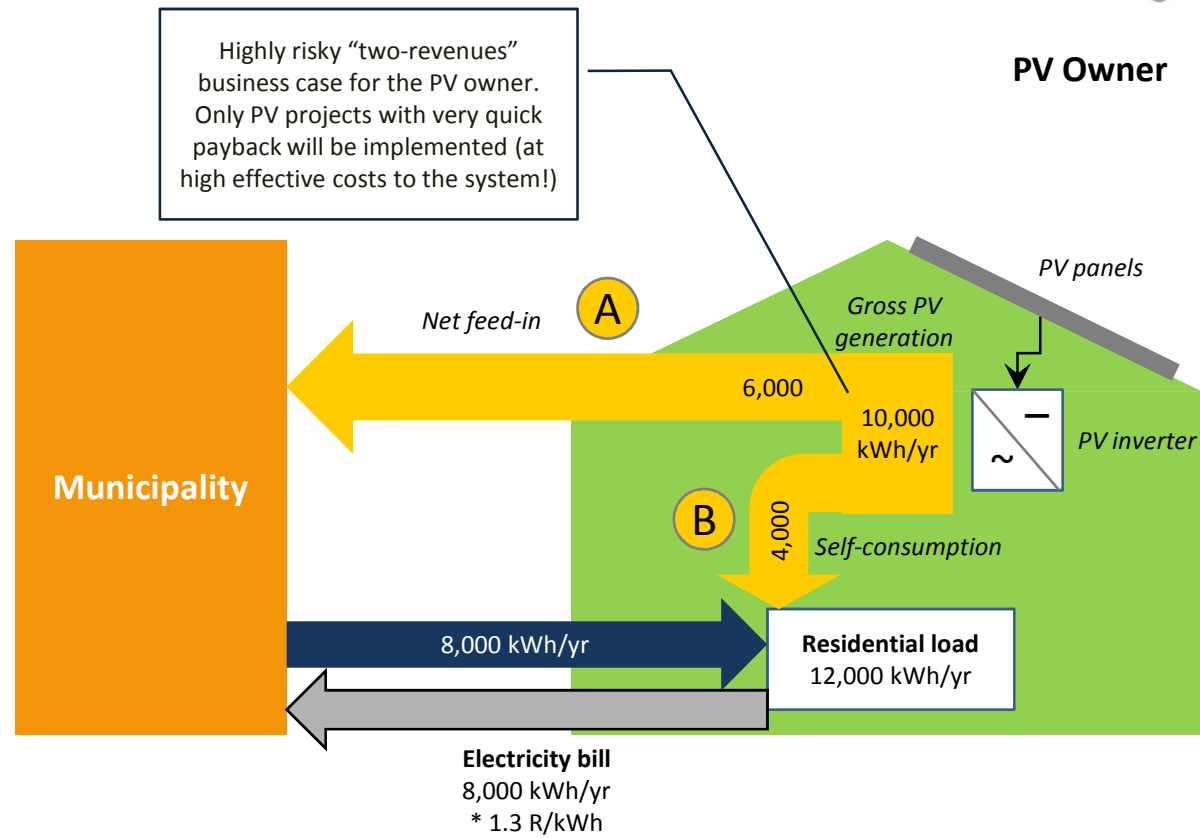 Highly risky “two-revenues”
business case for the PV owner.
Only PV projects with very quick
payback will be implemented (at
high effective costs to the system!)
PV Owner
PV panels
Net feed-in
A
Gross PV
generation
6,000
10,000
kWh/yr
–
~
PV inverter
Municipality
B
4,000
Self-consumption
8,000 kWh/yr
Residential load
12,000 kWh/yr
Electricity bill
8,000 kWh/yr
* 1.3 R/kWh